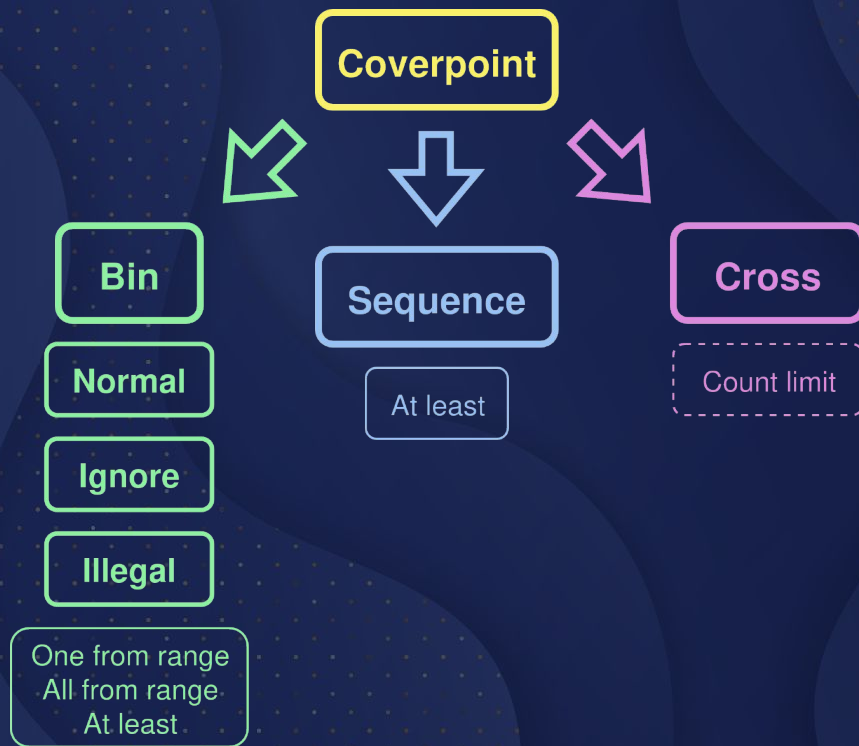 Coverpoint
Bin
Sequence
Cross
Normal
At least
Count limit
Ignore
Illegal
One from range
All from range
At least